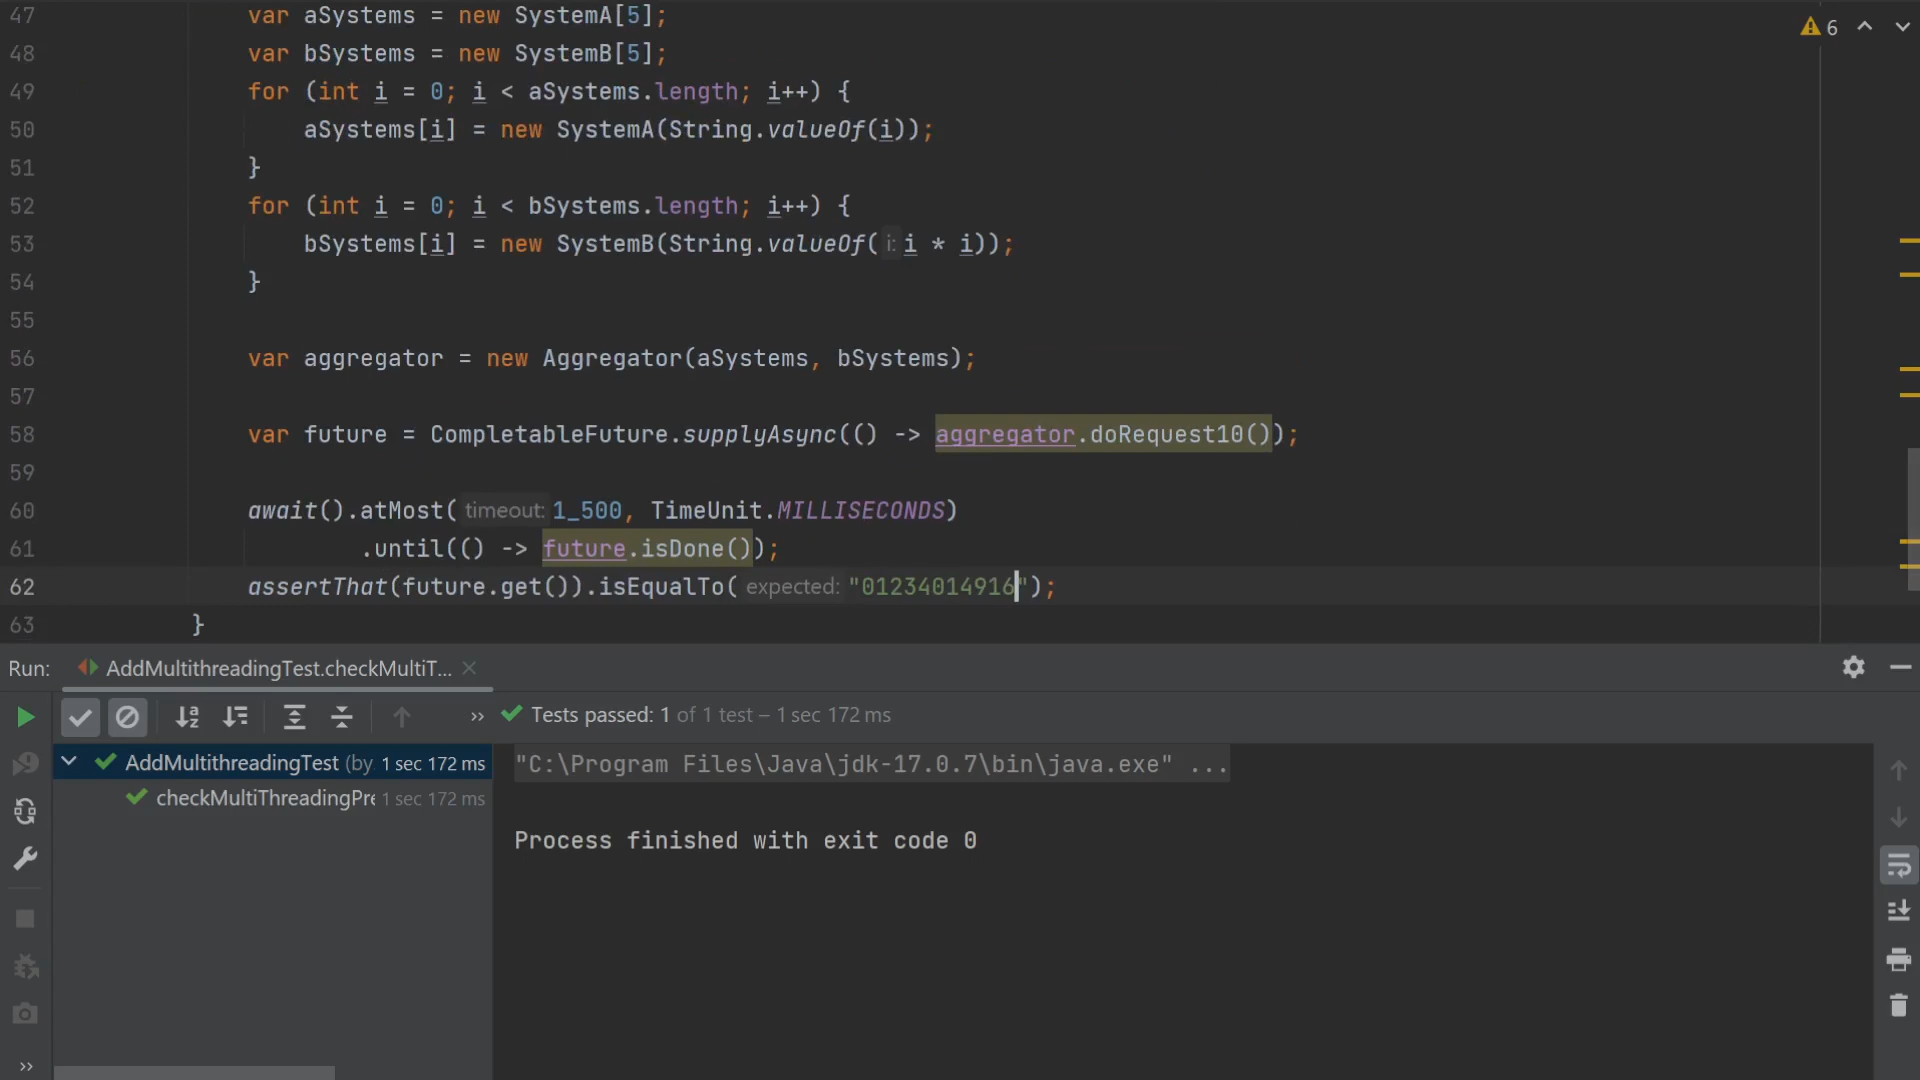 47 var aSystems = new SystemA[5];
48 var bSystems = new SystemB[5];
49 for (int i = 0; i < aSystems.length; i++) {
50 aSystems[i] = new SystemA(String.valueOf(i));
51 }
52 for (int i = 0; i < bSystems.length; i++) {
53 bSystems[i] = new SystemB(String.valueOf( i: i * i));
54 }
55
56 var aggregator = new Aggregator(aSystems, bSystems);
57
58 var future = CompletableFuture.supplyAsync(() -> aggregator.doRequest10());
59
60 await().atMost( timeout: 1_500, TimeUnit.MILLISECONDS)
61 .until(() -> future.isDone());
62 assertThat(future.get()).isEqualTo( expected: "01234014916");
63 }
6
Run: AddMultithreadingTest.checkMultiT...
Tests passed: 1 of 1 test – 1 sec 172 ms
AddMultithreadingTest (by 1 sec 172 ms
checkMultiThreadingPre 1 sec 172 ms
"C:\Program Files\Java\jdk-17.0.7\bin\java.exe" ...
Process finished with exit code 0